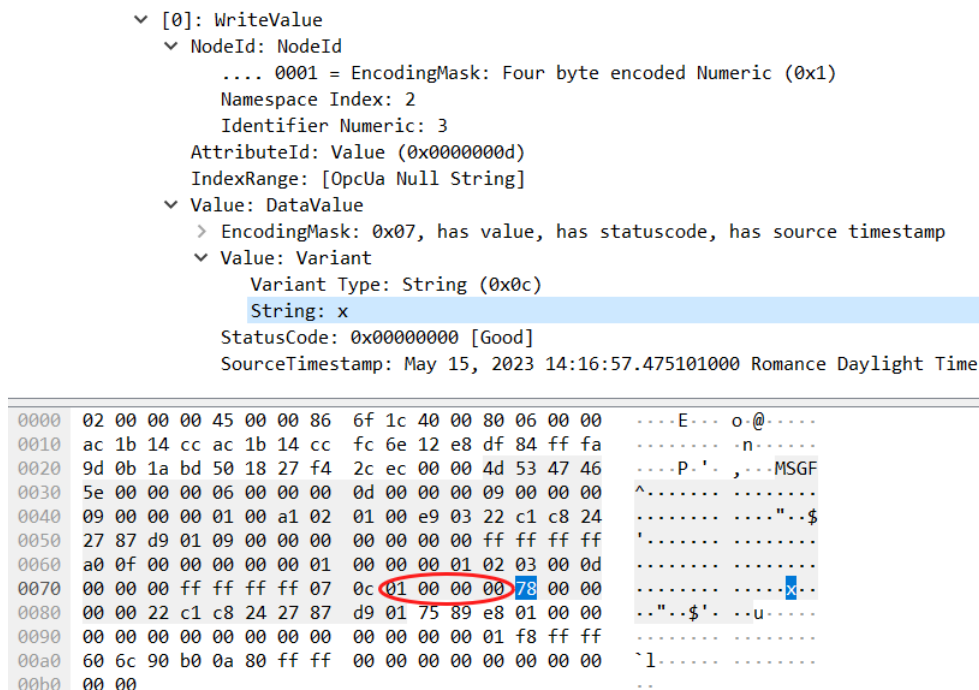 [0]: WriteValue
NodeId: NodeId
.... 0001 = EncodingMask: Four byte encoded Numeric (0x1)
Namespace Index: 2
Identifier Numeric: 3
AttributeId: Value (0x0000000d)
IndexRange: [OpcUa Null String]
Value: DataValue
EncodingMask: 0x07, has value, has statuscode, has source timestamp
Value: Variant
Variant Type: String (0x0c)
String: x
StatusCode: 0x00000000 [Good]
SourceTimestamp: May 15, 2023 14:16:57.475101000 Romance Daylight Time
0000 02 00 00 00 45 00 00 86 6f 1c 40 00 80 06 00 00 ····E··· o·@·····
0010 ac 1b 14 cc ac 1b 14 cc fc 6e 12 e8 df 84 ff fa ········ ·n······
0020 9d 0b 1a bd 50 18 27 f4 2c ec 00 00 4d 53 47 46 ····P·'· ,···MSGF
0030 5e 00 00 00 06 00 00 00 0d 00 00 00 09 00 00 00 ^······· ········
0040 09 00 00 00 01 00 a1 02 01 00 e9 03 22 c1 c8 24 ········ ····"··$
0050 27 87 d9 01 09 00 00 00 00 00 00 00 ff ff ff ff '······· ········
0060 a0 0f 00 00 00 00 00 01 00 00 00 01 02 03 00 0d ········ ········
0070 00 00 00 ff ff ff ff 07 0c 01 00 00 00 78 00 00 ········ ·····x··
0080 00 00 22 c1 c8 24 27 87 d9 01 75 89 e8 01 00 00 ··"··$'· ··u·····
0090 00 00 00 00 00 00 00 00 00 00 00 00 01 f8 ff ff ········ ········
00a0 60 6c 90 b0 0a 80 ff ff 00 00 00 00 00 00 00 00 `l······ ········
00b0 00 00 ··